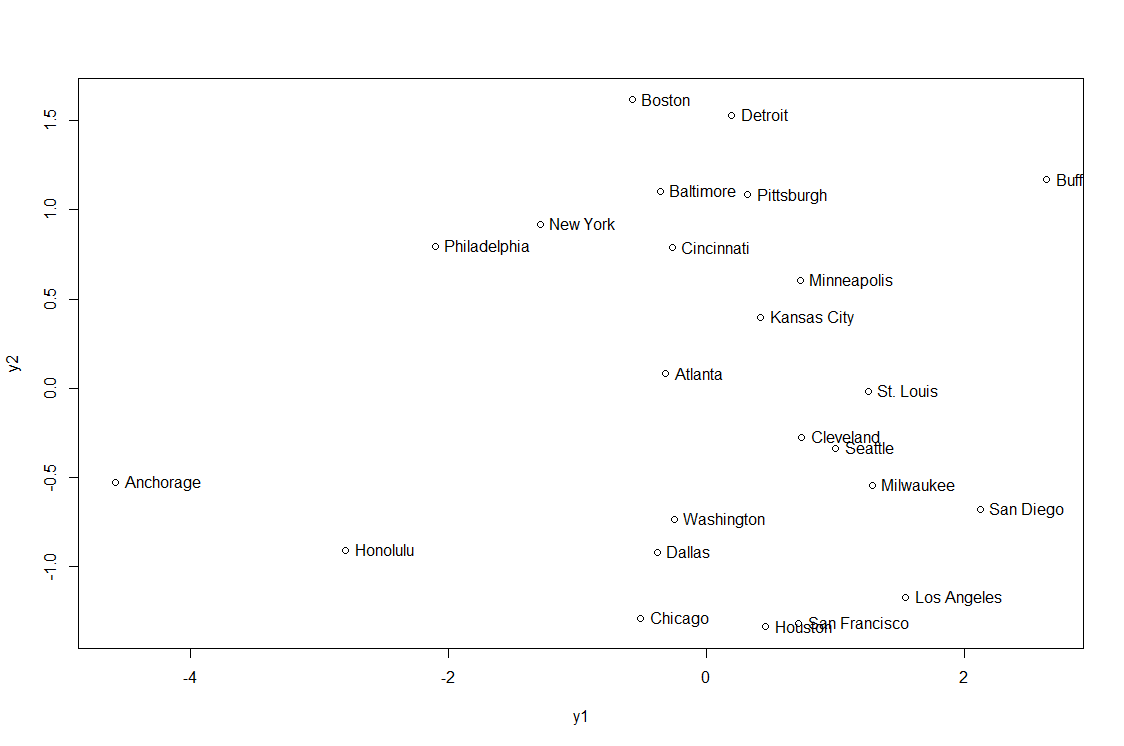 Boston
Detroit
Buff
Baltimore
Pittsburgh
New York
Philadelphia
Cincinnati
Minneapolis
Kansas City
Atlanta
St. Louis
Cleveland
Seattle
Anchorage
Milwaukee
San Diego
Washington
Honolulu
Dallas
Los Angeles
Chicago
San Francisco
Houston
1.5
1.0
0.5
0.0
-0.5
-1.0
y2
-4 -2 0 2
y1